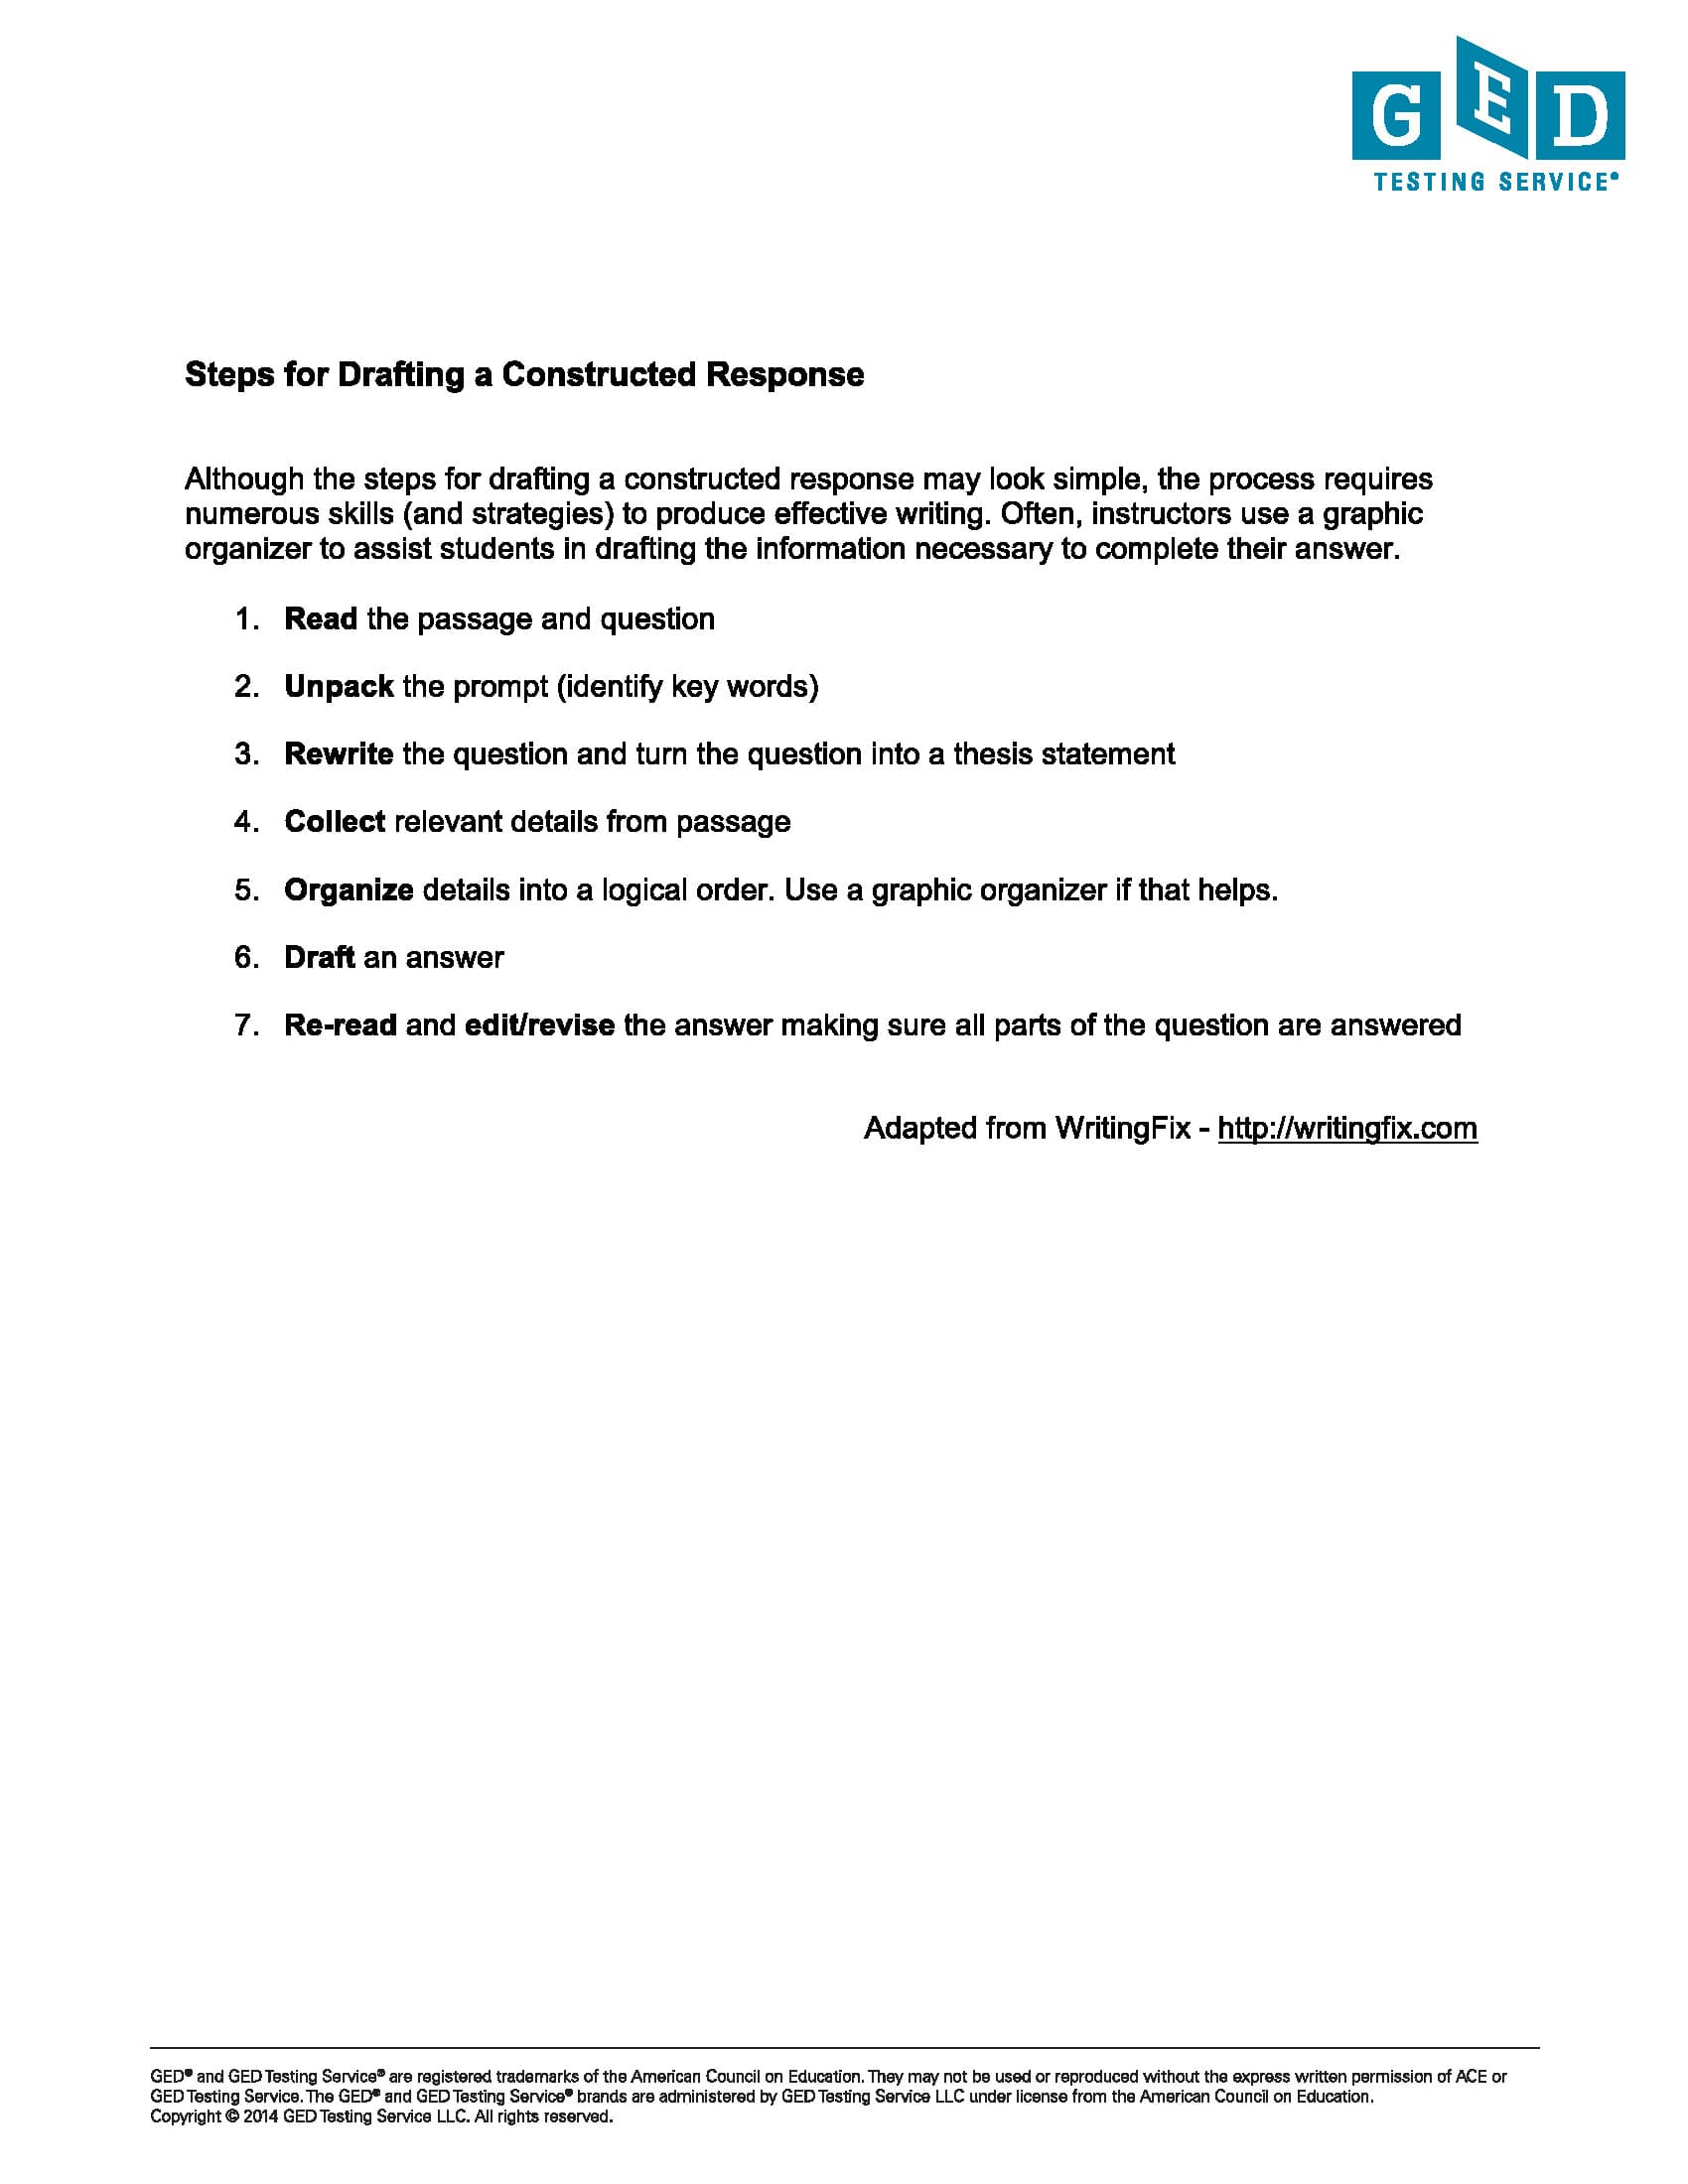 GED
TESTING SERVICE®
Steps for Drafting a Constructed Response
Although the steps for drafting a constructed response may look simple, the process requires
numerous skills (and strategies) to produce effective writing. Often, instructors use a graphic
organizer to assist students in drafting the information necessary to complete their answer.
1. Read the passage and question
2. Unpack the prompt (identify key words)
3. Rewrite the question and turn the question into a thesis statement
4. Collect relevant details from passage
5. Organize details into a logical order. Use a graphic organizer if that helps.
6. Draft an answer
7. Re-read and edit/revise the answer making sure all parts of the question are answered
Adapted from WritingFix - http://writingfix.com
GED® and GED Testing Service® are registered trademarks of the American Council on Education. They may not be used or reproduced without the express written permission of ACE or
GED Testing Service. The GED® and GED Testing Service® brands are administered by GED Testing Service LLC under license from the American Council on Education.
Copyright © 2014 GED Testing Service LLC. All rights reserved.